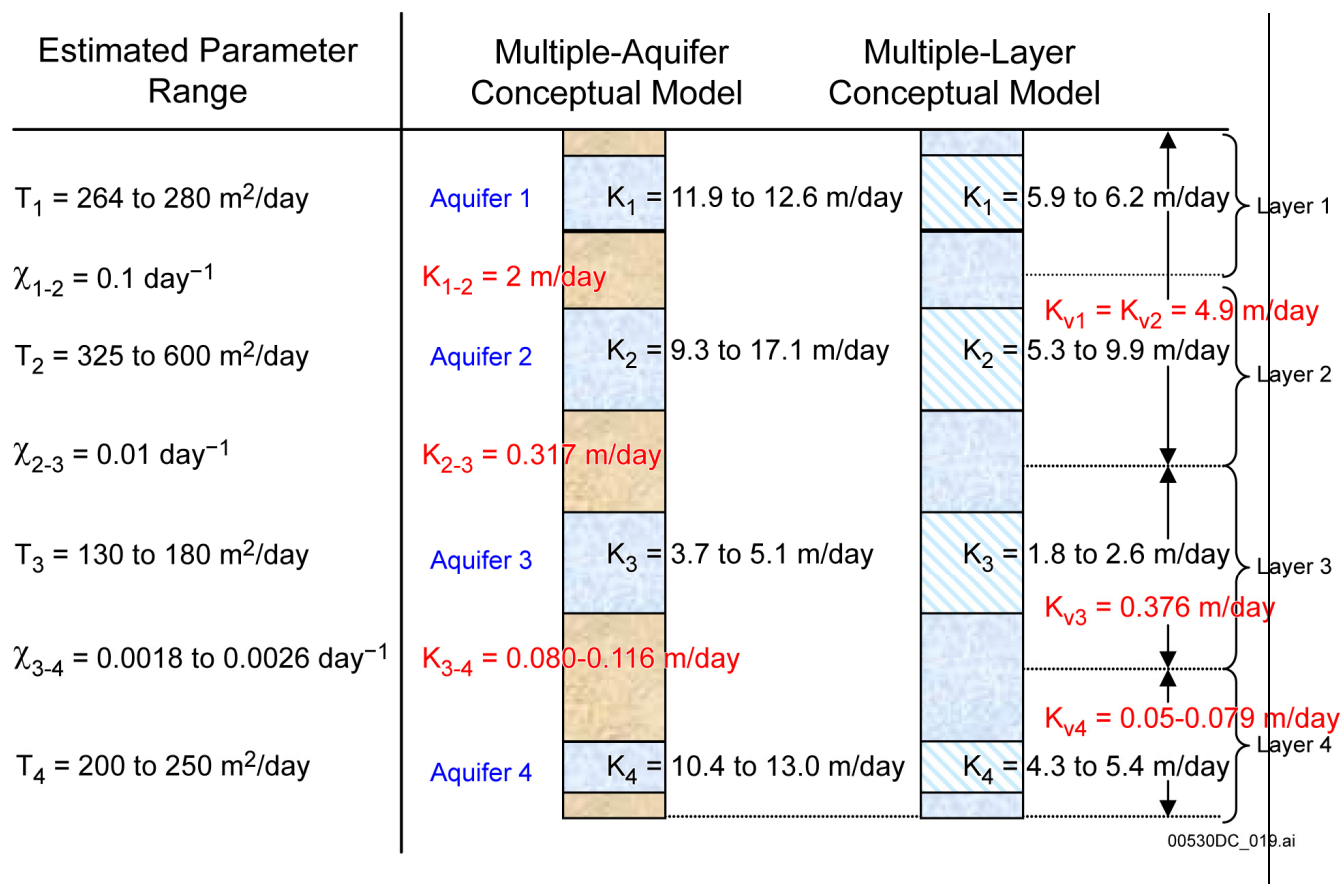 Estimated Parameter
Range
Multiple-Aquifer
Conceptual Model
Multiple-Layer
Conceptual Model
T₁ = 264 to 280 m²/day
Aquifer 1
K₁ = 11.9 to 12.6 m/day
K₁ = 5.9 to 6.2 m/day
Layer 1
χ₁₋₂ = 0.1 day⁻¹
K₁₋₂ = 2 m/day
Kᵥ₁ = Kᵥ₂ = 4.9 m/day
T₂ = 325 to 600 m²/day
Aquifer 2
K₂ = 9.3 to 17.1 m/day
K₂ = 5.3 to 9.9 m/day
Layer 2
χ₂₋₃ = 0.01 day⁻¹
K₂₋₃ = 0.317 m/day
T₃ = 130 to 180 m²/day
Aquifer 3
K₃ = 3.7 to 5.1 m/day
K₃ = 1.8 to 2.6 m/day
Layer 3
Kᵥ₃ = 0.376 m/day
χ₃₋₄ = 0.0018 to 0.0026 day⁻¹
K₃₋₄ = 0.080-0.116 m/day
Kᵥ₄ = 0.05-0.079 m/day
Layer 4
T₄ = 200 to 250 m²/day
Aquifer 4
K₄ = 10.4 to 13.0 m/day
K₄ = 4.3 to 5.4 m/day
00530DC_019.ai